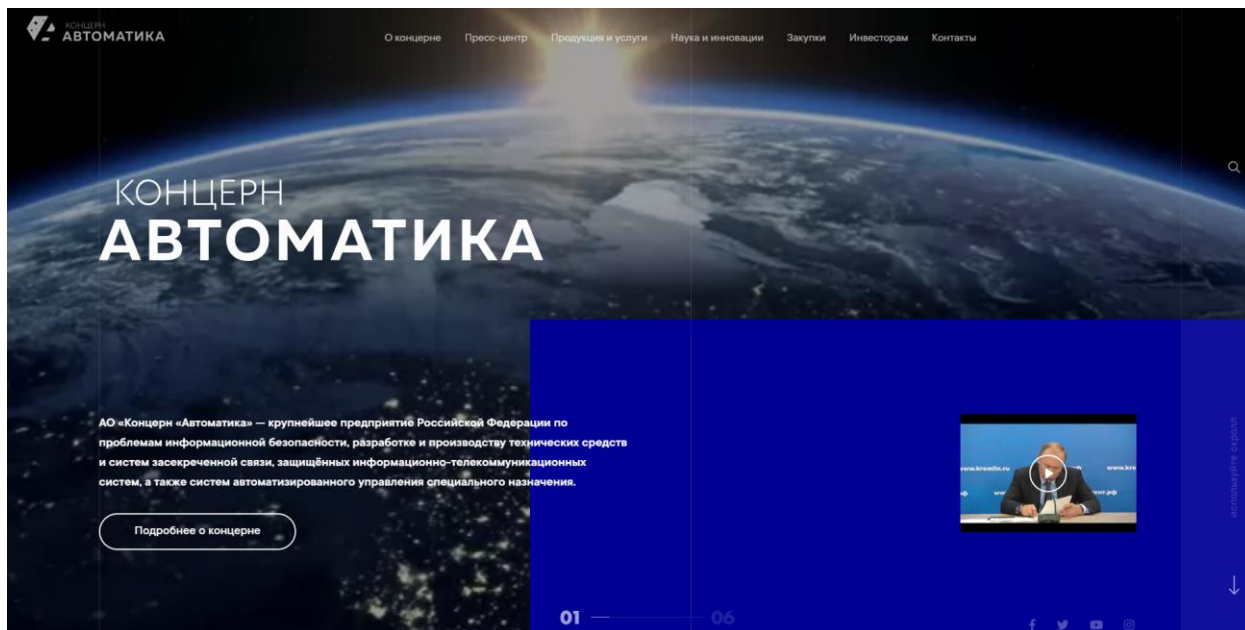 КОНЦЕРН
АВТОМАТИКА
О концерне Пресс-центр Продукция и услуги Наука и инновации Закупки Инвесторам Контакты
КОНЦЕРН
АВТОМАТИКА
АО «Концерн «Автоматика» — крупнейшее предприятие Российской Федерации по
проблемам информационной безопасности, разработке и производству технических средств
и систем засекреченной связи, защищённых информационно-телекоммуникационных
систем, а также систем автоматизированного управления специального назначения.
Подробнее о концерне
www.kremlin.ru
используйте скролл
01
06